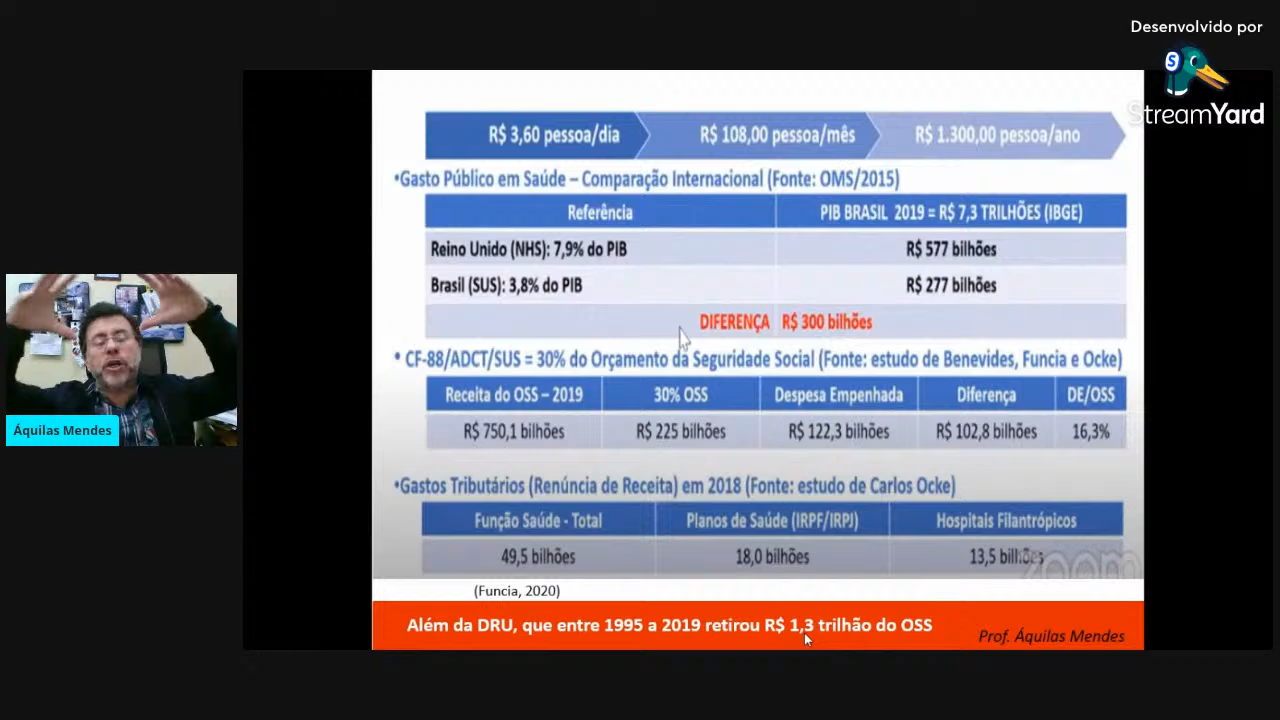 Desenvolvido por
StreamYard
R$ 3,60 pessoa/dia R$ 108,00 pessoa/mês R$ 1.300,00 pessoa/ano
•Gasto Público em Saúde – Comparação Internacional (Fonte: OMS/2015)
Referência PIB BRASIL 2019 = R$ 7,3 TRILHÕES (IBGE)
Reino Unido (NHS): 7,9% do PIB R$ 577 bilhões
Brasil (SUS): 3,8% do PIB R$ 277 bilhões
DIFERENÇA R$ 300 bilhões
• CF-88/ADCT/SUS = 30% do Orçamento da Seguridade Social (Fonte: estudo de Benevides, Funcia e Ocke)
Receita do OSS – 2019 30% OSS Despesa Empenhada Diferença DE/OSS
R$ 750,1 bilhões R$ 225 bilhões R$ 122,3 bilhões R$ 102,8 bilhões 16,3%
•Gastos Tributários (Renúncia de Receita) em 2018 (Fonte: estudo de Carlos Ocke)
Função Saúde - Total Planos de Saúde (IRPF/IRPJ) Hospitais Filantrópicos
49,5 bilhões 18,0 bilhões 13,5 bilhões
zoom
(Funcia, 2020)
Além da DRU, que entre 1995 a 2019 retirou R$ 1,3 trilhão do OSS
Prof. Áquilas Mendes
Áquilas Mendes